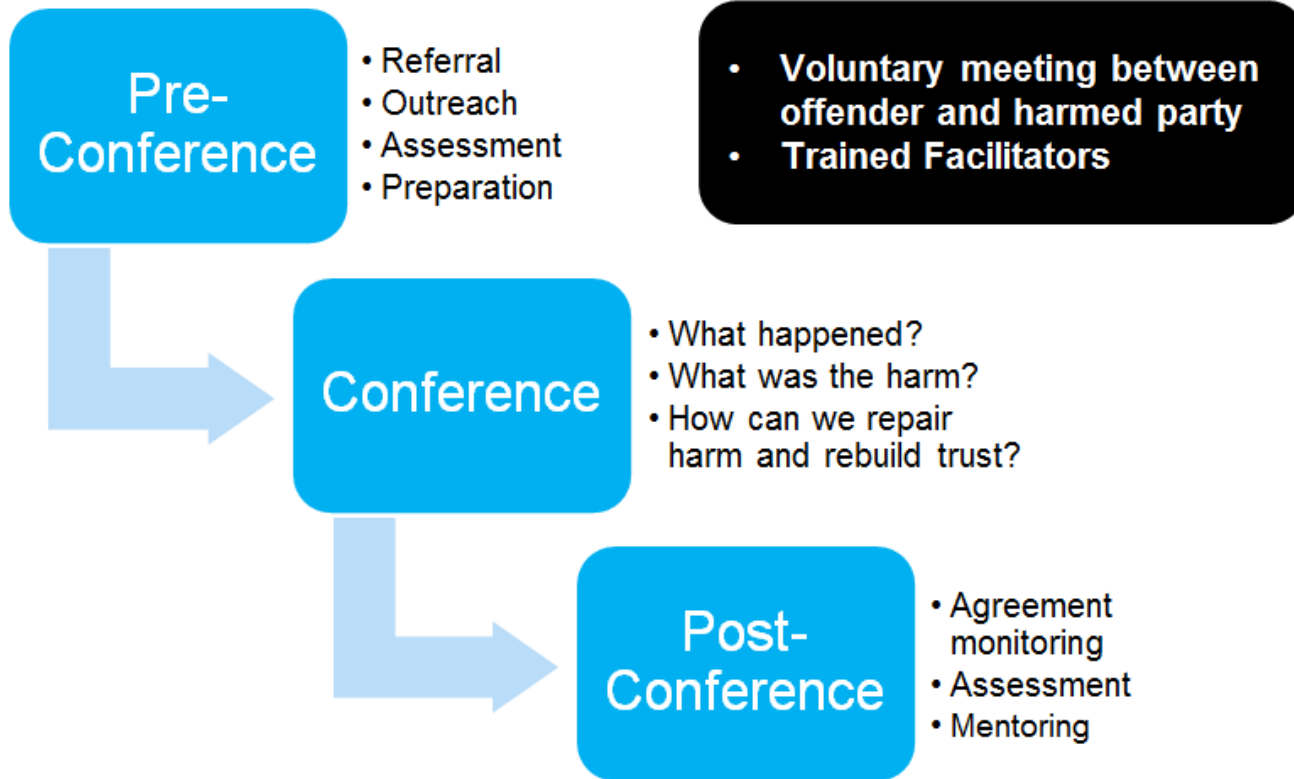 Pre-
Conference
• Referral
• Outreach
• Assessment
• Preparation
• Voluntary meeting between
offender and harmed party
• Trained Facilitators
Conference
• What happened?
• What was the harm?
• How can we repair
harm and rebuild trust?
Post-
Conference
• Agreement
monitoring
• Assessment
• Mentoring